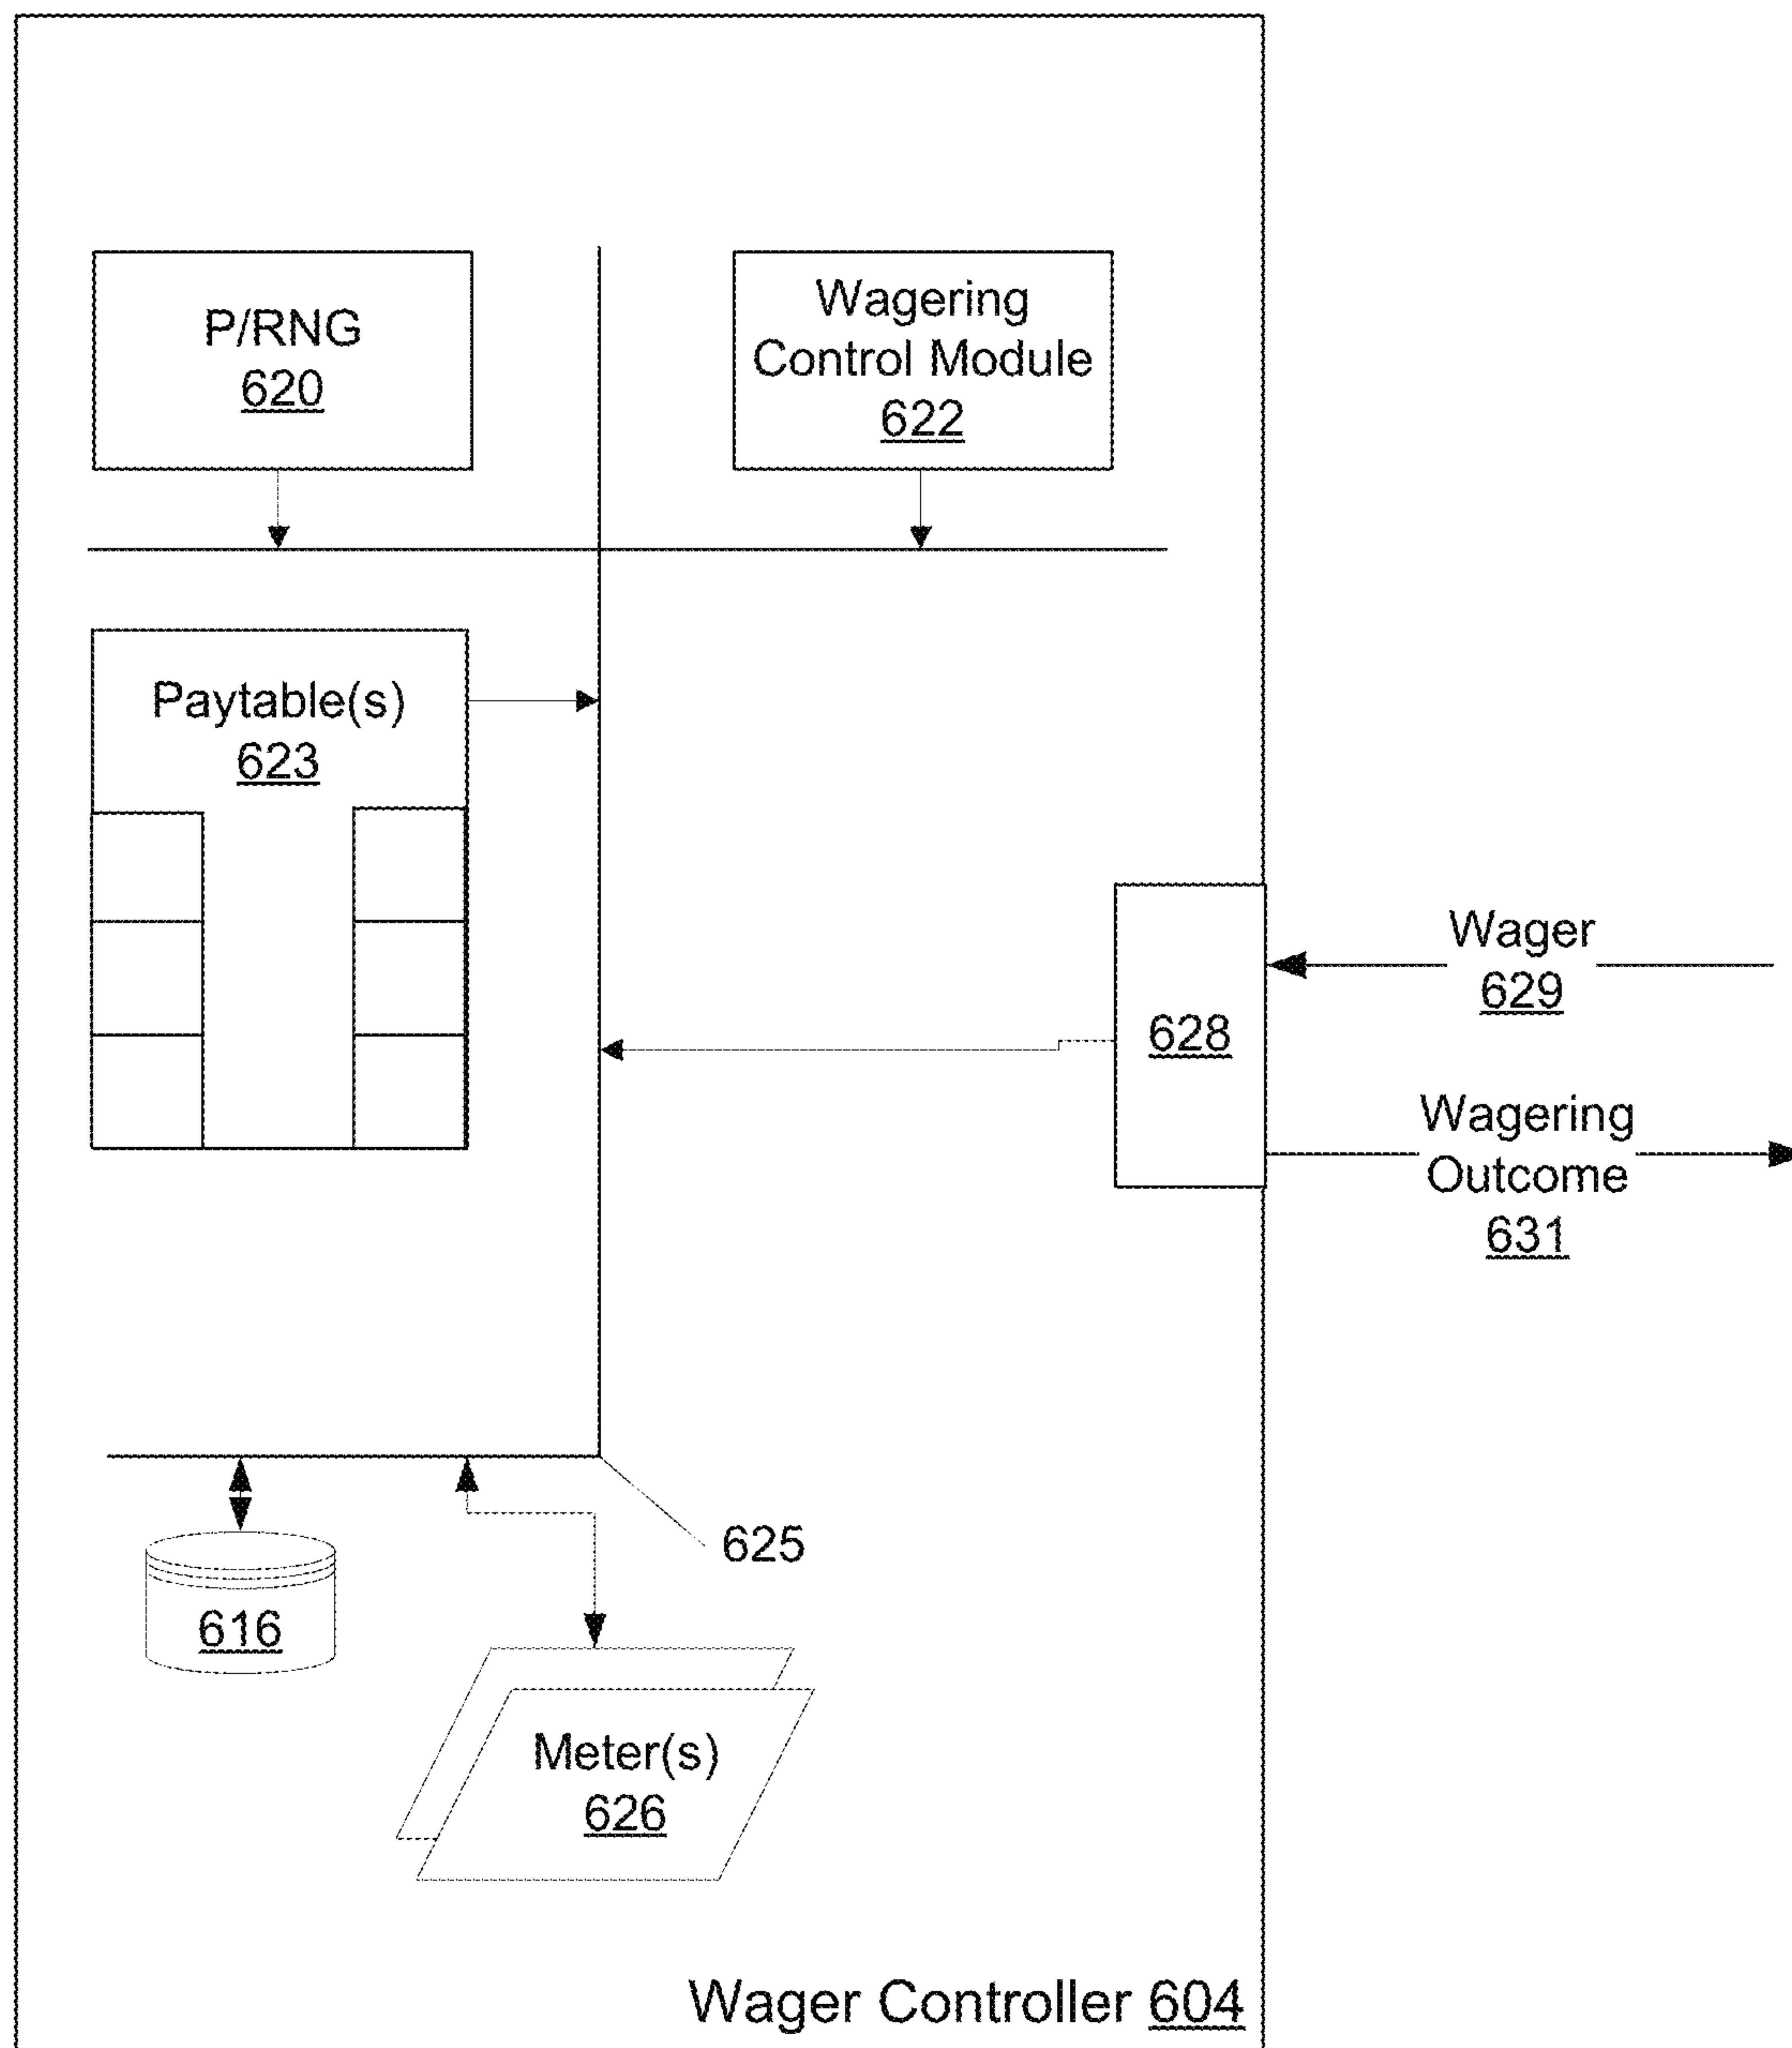 P/RNG
620
Wagering
Control Module
622
Paytable(s)
623
Wager
629
628
Wagering
Outcome
631
625
616
Meter(s)
626
Wager Controller 604